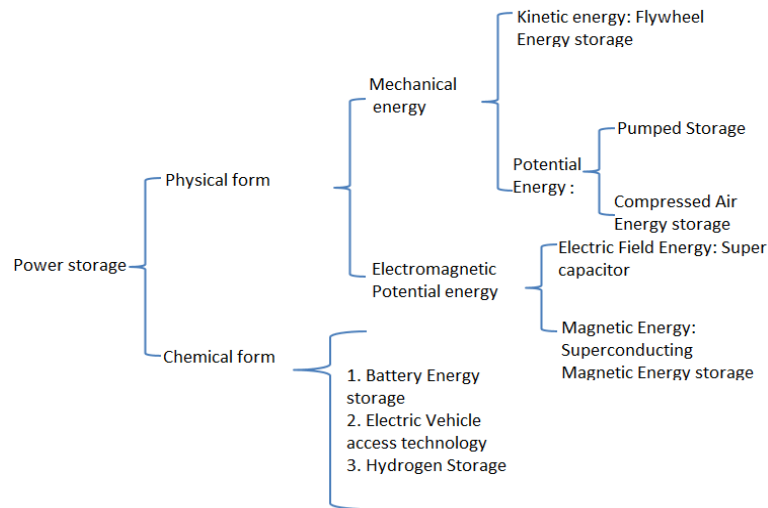 Kinetic energy: Flywheel
Energy storage
Mechanical
energy
Pumped Storage
Potential
Energy :
Physical form
Compressed Air
Energy storage
Electric Field Energy: Super
capacitor
Power storage
Electromagnetic
Potential energy
Magnetic Energy:
Superconducting
Magnetic Energy storage
Chemical form
1. Battery Energy
storage
2. Electric Vehicle
access technology
3. Hydrogen Storage